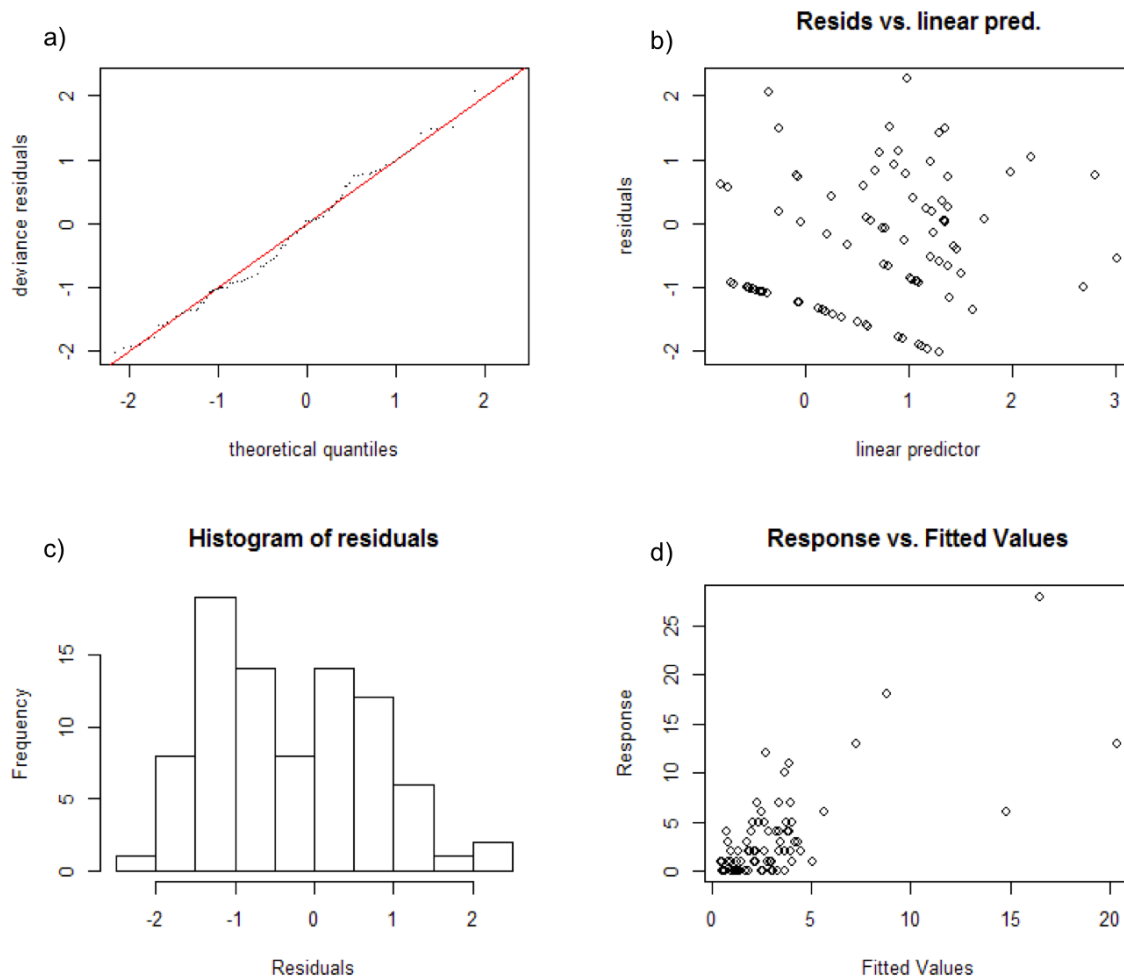 a)
2
1
0
-1
-2
deviance residuals
-2
-1
0
1
2
theoretical quantiles
b)
Resids vs. linear pred.
2
1
0
-1
-2
residuals
0
1
2
3
linear predictor
c)
Histogram of residuals
15
10
5
0
Frequency
-2
-1
0
1
2
Residuals
d)
Response vs. Fitted Values
25
20
15
10
5
0
Response
0
5
10
15
20
Fitted Values